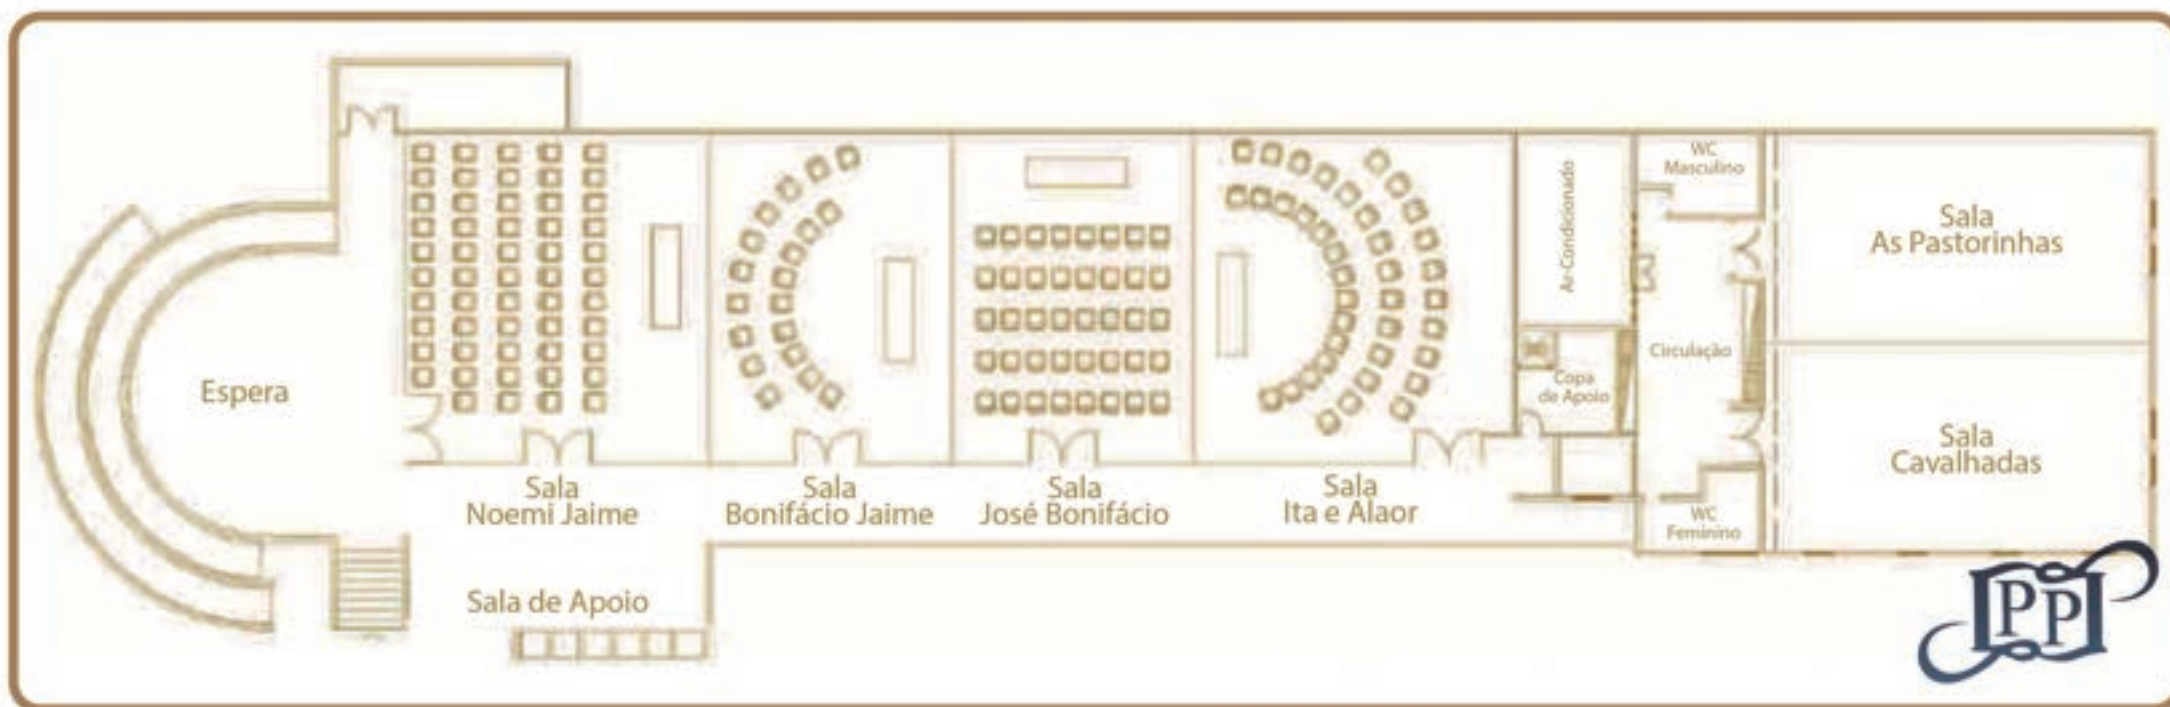 Espera
Sala
Noemi Jaime
Sala de Apoio
Sala
Bonifácio Jaime
Sala
José Bonifácio
Sala
Ita e Alaor
Ar-Condicionado
Copa
de Apoio
WC
Masculino
Circulação
WC
Feminino
Sala
As Pastorinhas
Sala
Cavalhadas
PP